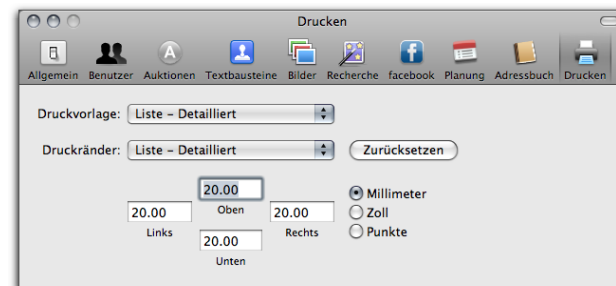 Drucken
Allgemein Benutzer Auktionen Textbausteine Bilder Recherche facebook Planung Adressbuch Drucken
Druckvorlage: Liste – Detailliert
Druckränder: Liste – Detailliert Zurücksetzen
20.00 Millimeter
20.00 Oben 20.00 Zoll
Links 20.00 Rechts Punkte
Unten